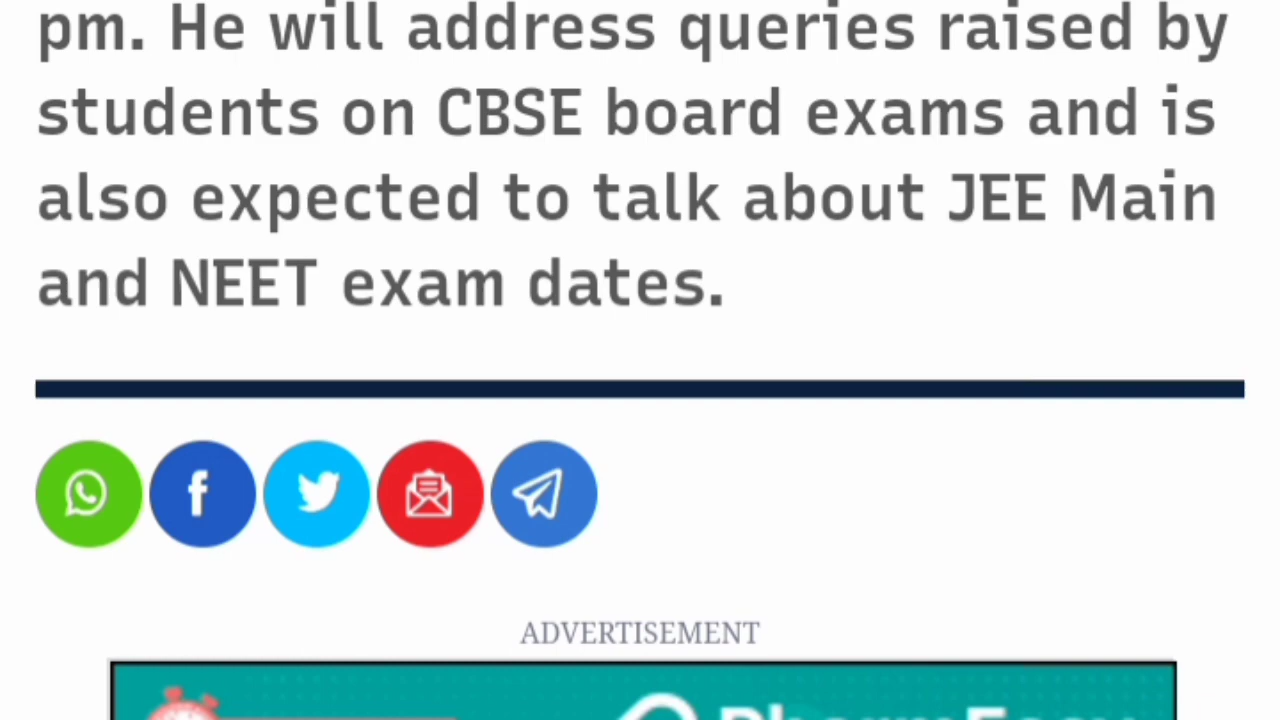 pm. He will address queries raised by
students on CBSE board exams and is
also expected to talk about JEE Main
and NEET exam dates.
ADVERTISEMENT